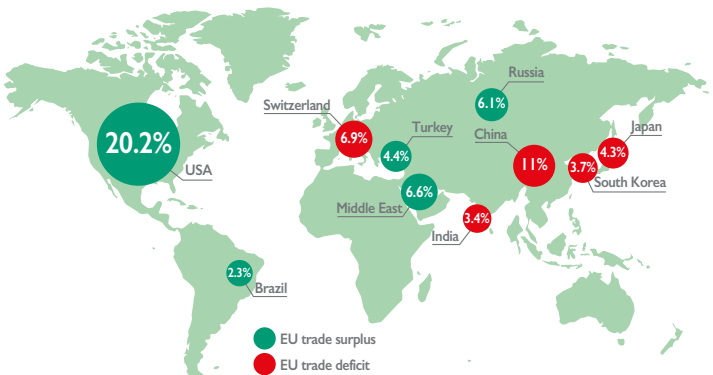 Russia
6.1%
Switzerland
6.9%
Turkey
4.4%
China
11%
Japan
4.3%
3.7%
South Korea
20.2%
USA
6.6%
Middle East
3.4%
India
2.3%
Brazil
EU trade surplus
EU trade deficit